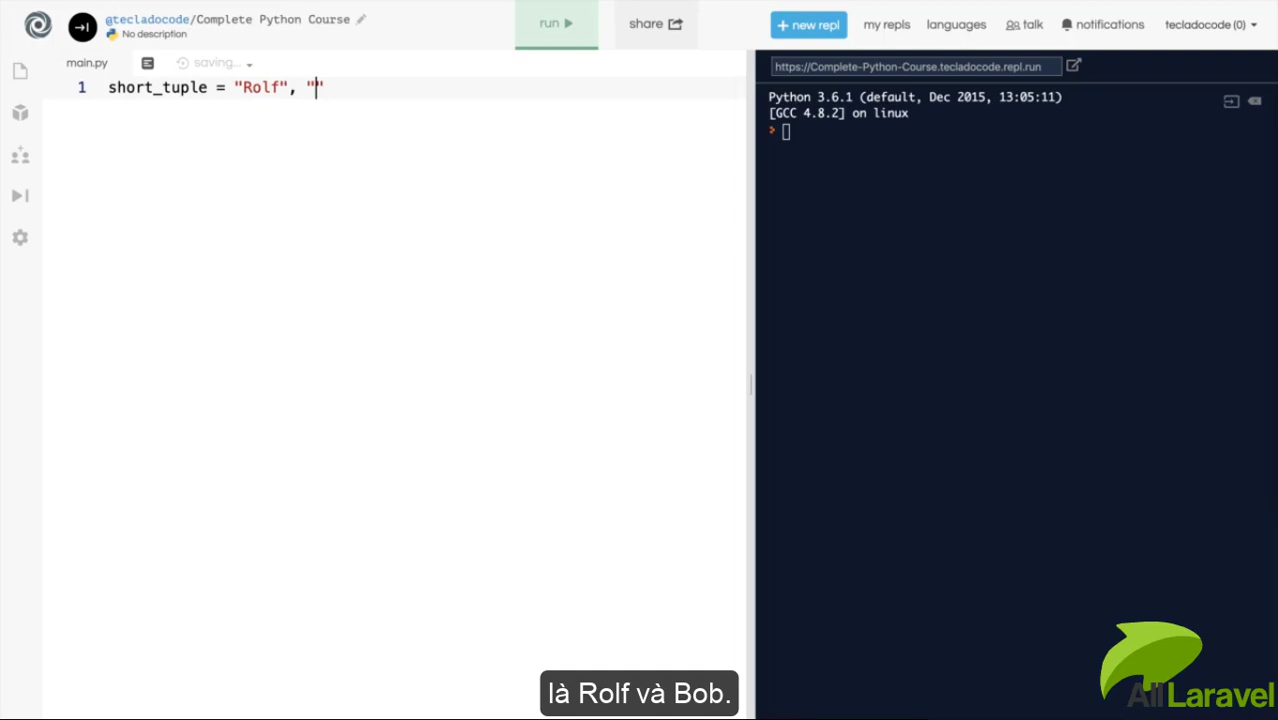 @tecladocode/Complete Python Course
No description
run
share
+ new repl
my repls
languages
talk
notifications
tecladocode (0)
main.py
saving...
https://Complete-Python-Course.tecladocode.repl.run
1 short_tuple = "Rolf", ""
Python 3.6.1 (default, Dec 2015, 13:05:11)
[GCC 4.8.2] on linux
là Rolf và Bob.
AllLaravel